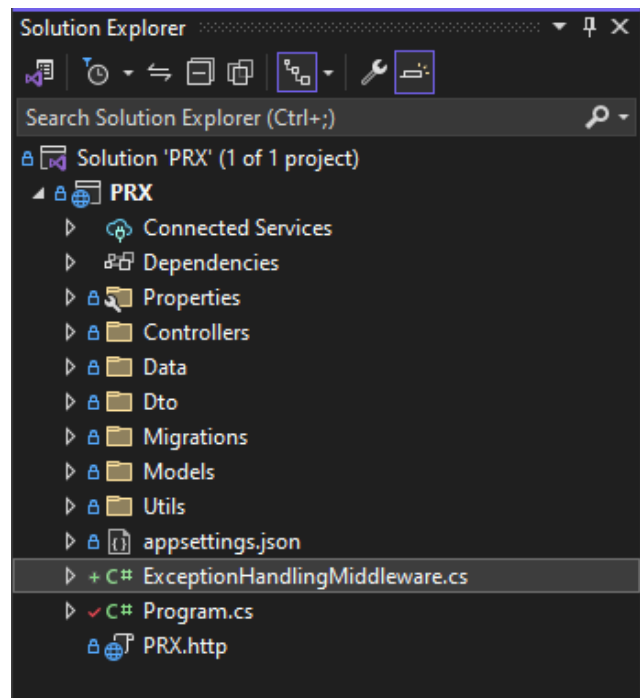 Solution Explorer
Search Solution Explorer (Ctrl+;)
Solution 'PRX' (1 of 1 project)
PRX
Connected Services
Dependencies
Properties
Controllers
Data
Dto
Migrations
Models
Utils
appsettings.json
C# ExceptionHandlingMiddleware.cs
C# Program.cs
PRX.http